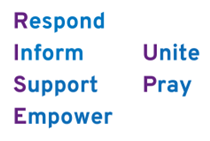 Respond
Inform Unite
Support Pray
Empower